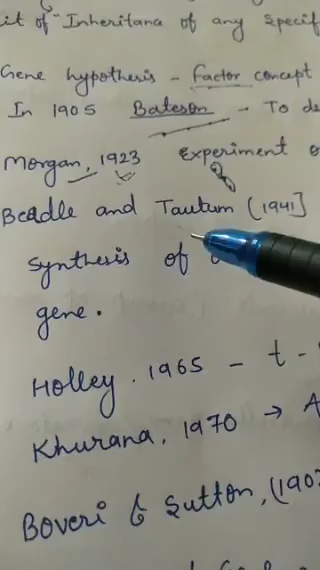 it of "Inheritana of any specif
Gene hypothesis - factor concept
In 1905 Bateson - To de
Morgan, 1923 Experiment o
Beadle and Tautum (1941]
synthesis of
gene.
Holley. 1965 - t -
Khurana, 1970 → A
Boveri & Sutton, (190